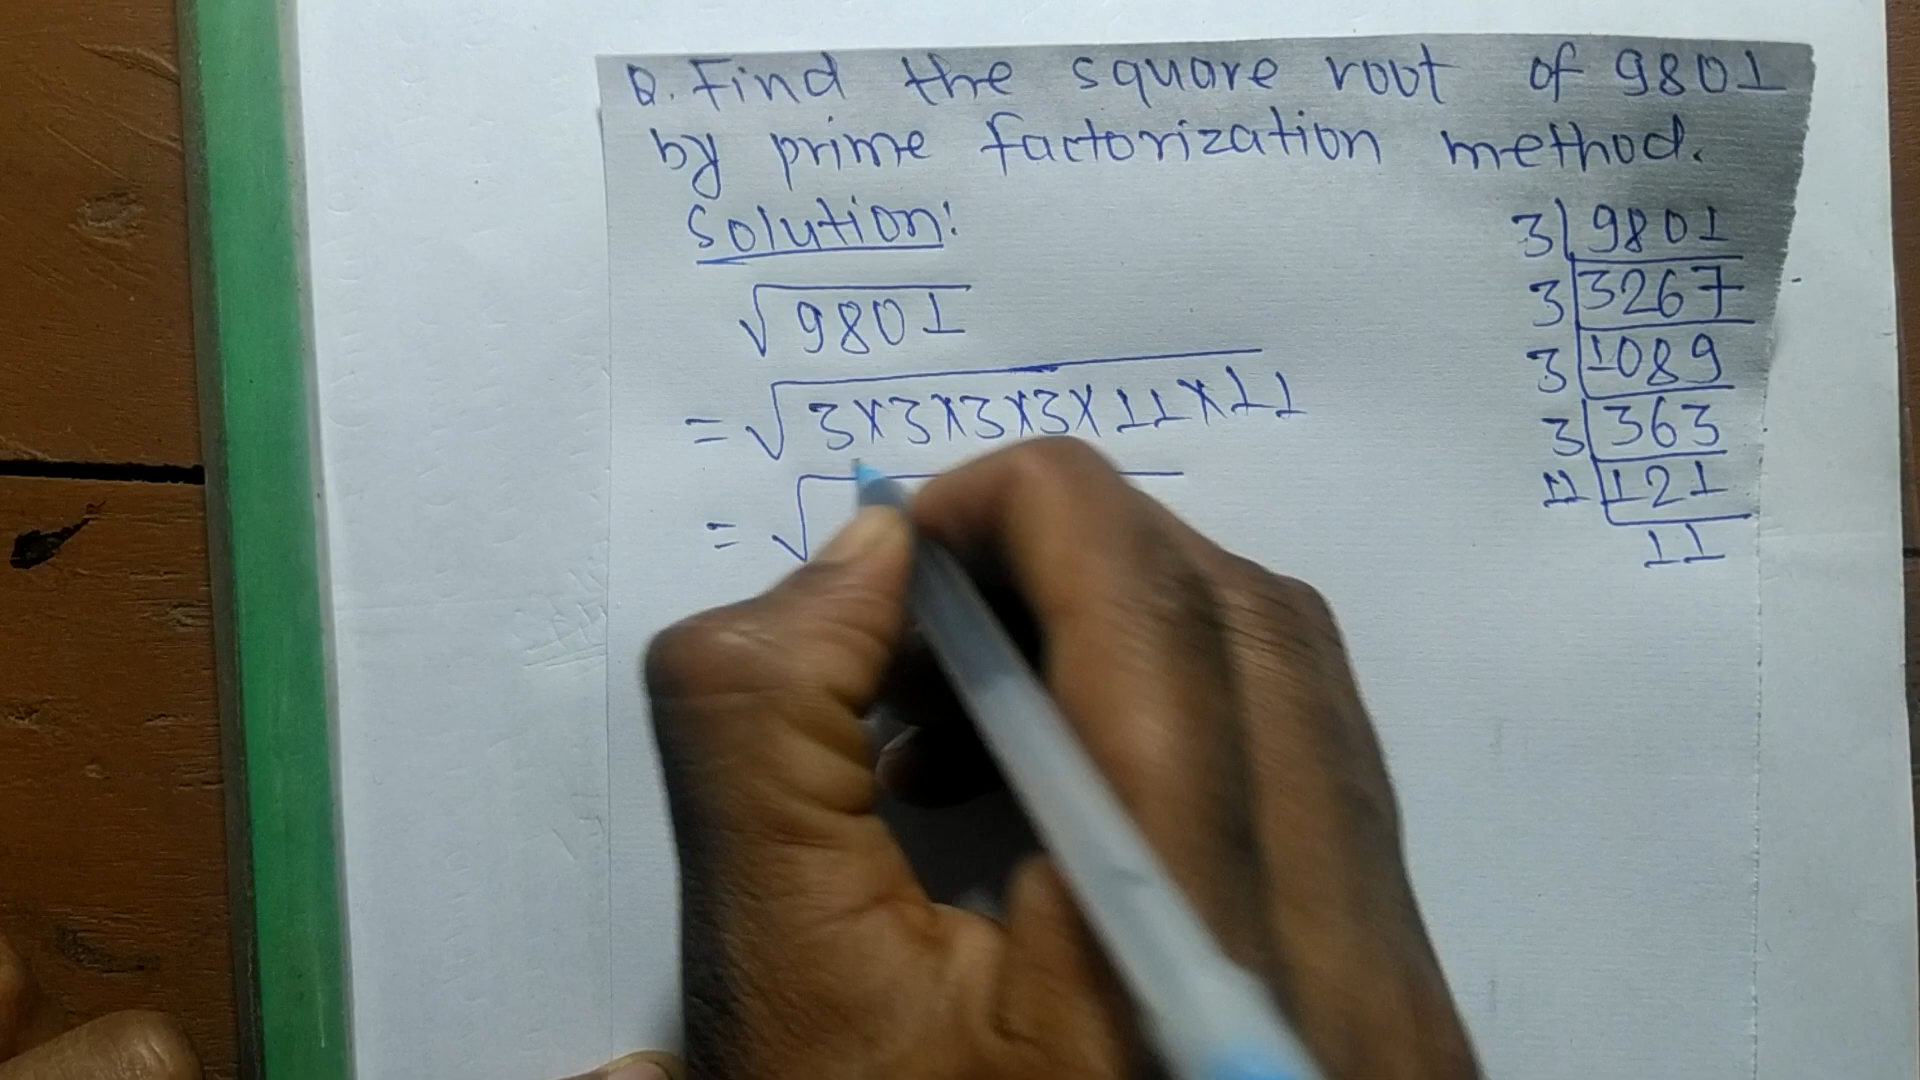 Q. Find the square root of 9801
by prime factorization method.
Solution:
√9801
= √3×3×3×3×11×11
= √
3 | 9801
3 | 3267
3 | 1089
3 | 363
11 | 121
11